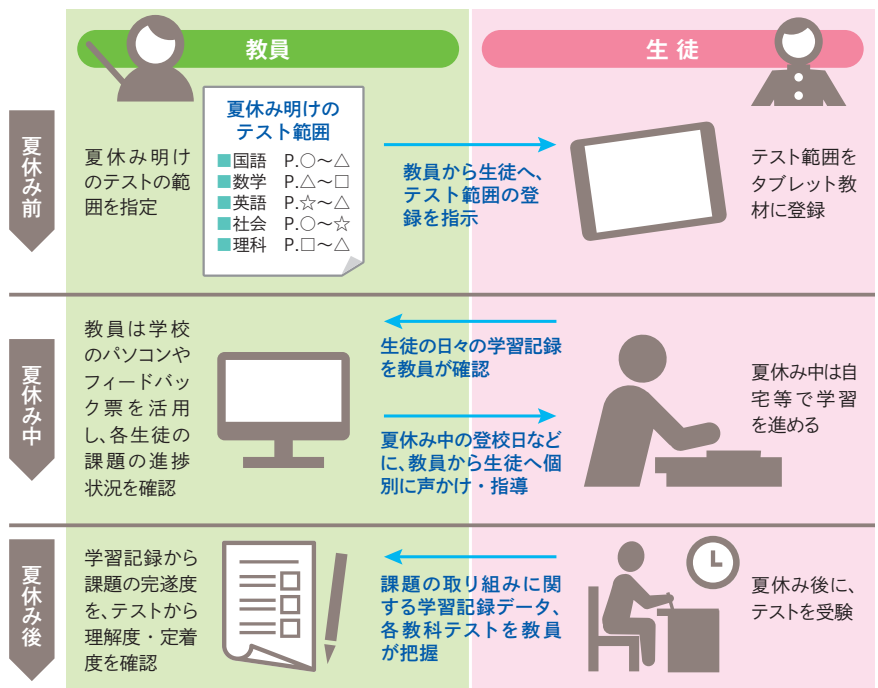 教員
生徒
夏休み前
夏休み明け
のテストの範
囲を指定
夏休み明けの
テスト範囲
■国語 P.○～△
■数学 P.△～□
■英語 P.☆～△
■社会 P.○～☆
■理科 P.□～△
教員から生徒へ、
テスト範囲の登
録を指示
テスト範囲を
タブレット教
材に登録
夏休み中
教員は学校
のパソコンや
フィードバッ
ク票を活用
し、各生徒の
課題の進捗
状況を確認
生徒の日々の学習記録
を教員が確認
夏休み中の登校日など
に、教員から生徒へ個
別に声かけ・指導
夏休み中は自
宅等で学習
を進める
夏休み後
学習記録から
課題の完遂度
を、テストから
理解度・定着
度を確認
課題の取り組みに関
する学習記録データ、
各教科テストを教員
が把握
夏休み後に、
テストを受験